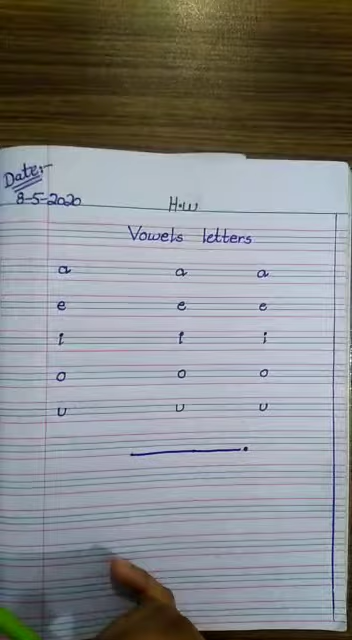 Date:-
8-5-2020
H.W
Vowels letters
a a a
e e e
i i i
o o o
u u u